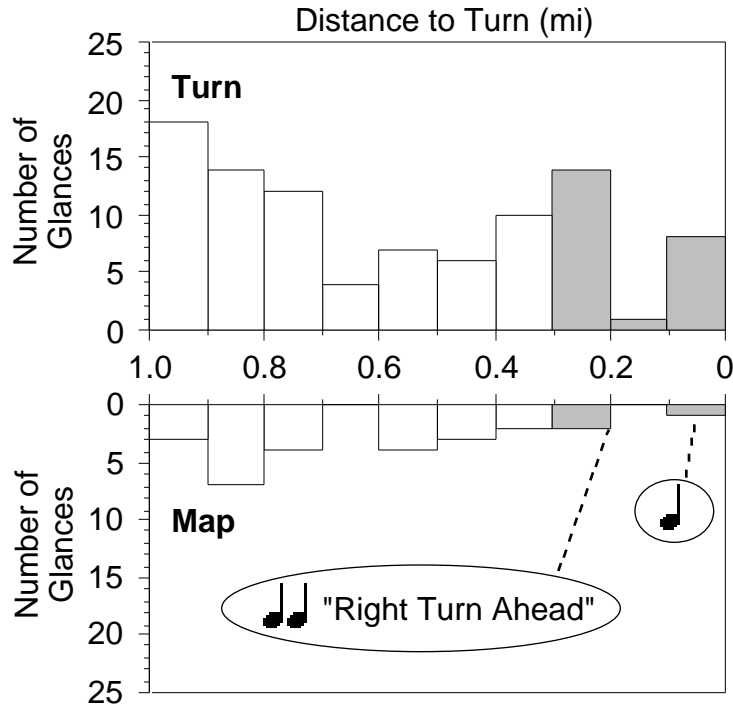 Distance to Turn (mi)
25
20
15
10
5
0
Number of
Glances
Turn
1.0 0.8 0.6 0.4 0.2 0
0
5
10
15
20
25
Number of
Glances
Map
"Right Turn Ahead"